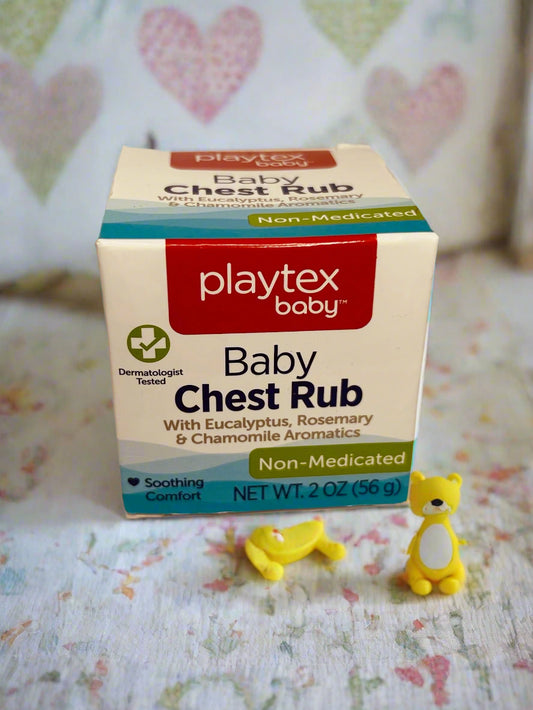 playtex
baby™
Baby
Chest Rub
With Eucalyptus, Rosemary
& Chamomile Aromatics
Non-Medicated
playtex
baby™
Dermatologist
Tested
Baby
Chest Rub
With Eucalyptus, Rosemary
& Chamomile Aromatics
Non-Medicated
Soothing
Comfort
NET WT. 2 OZ (56 g)